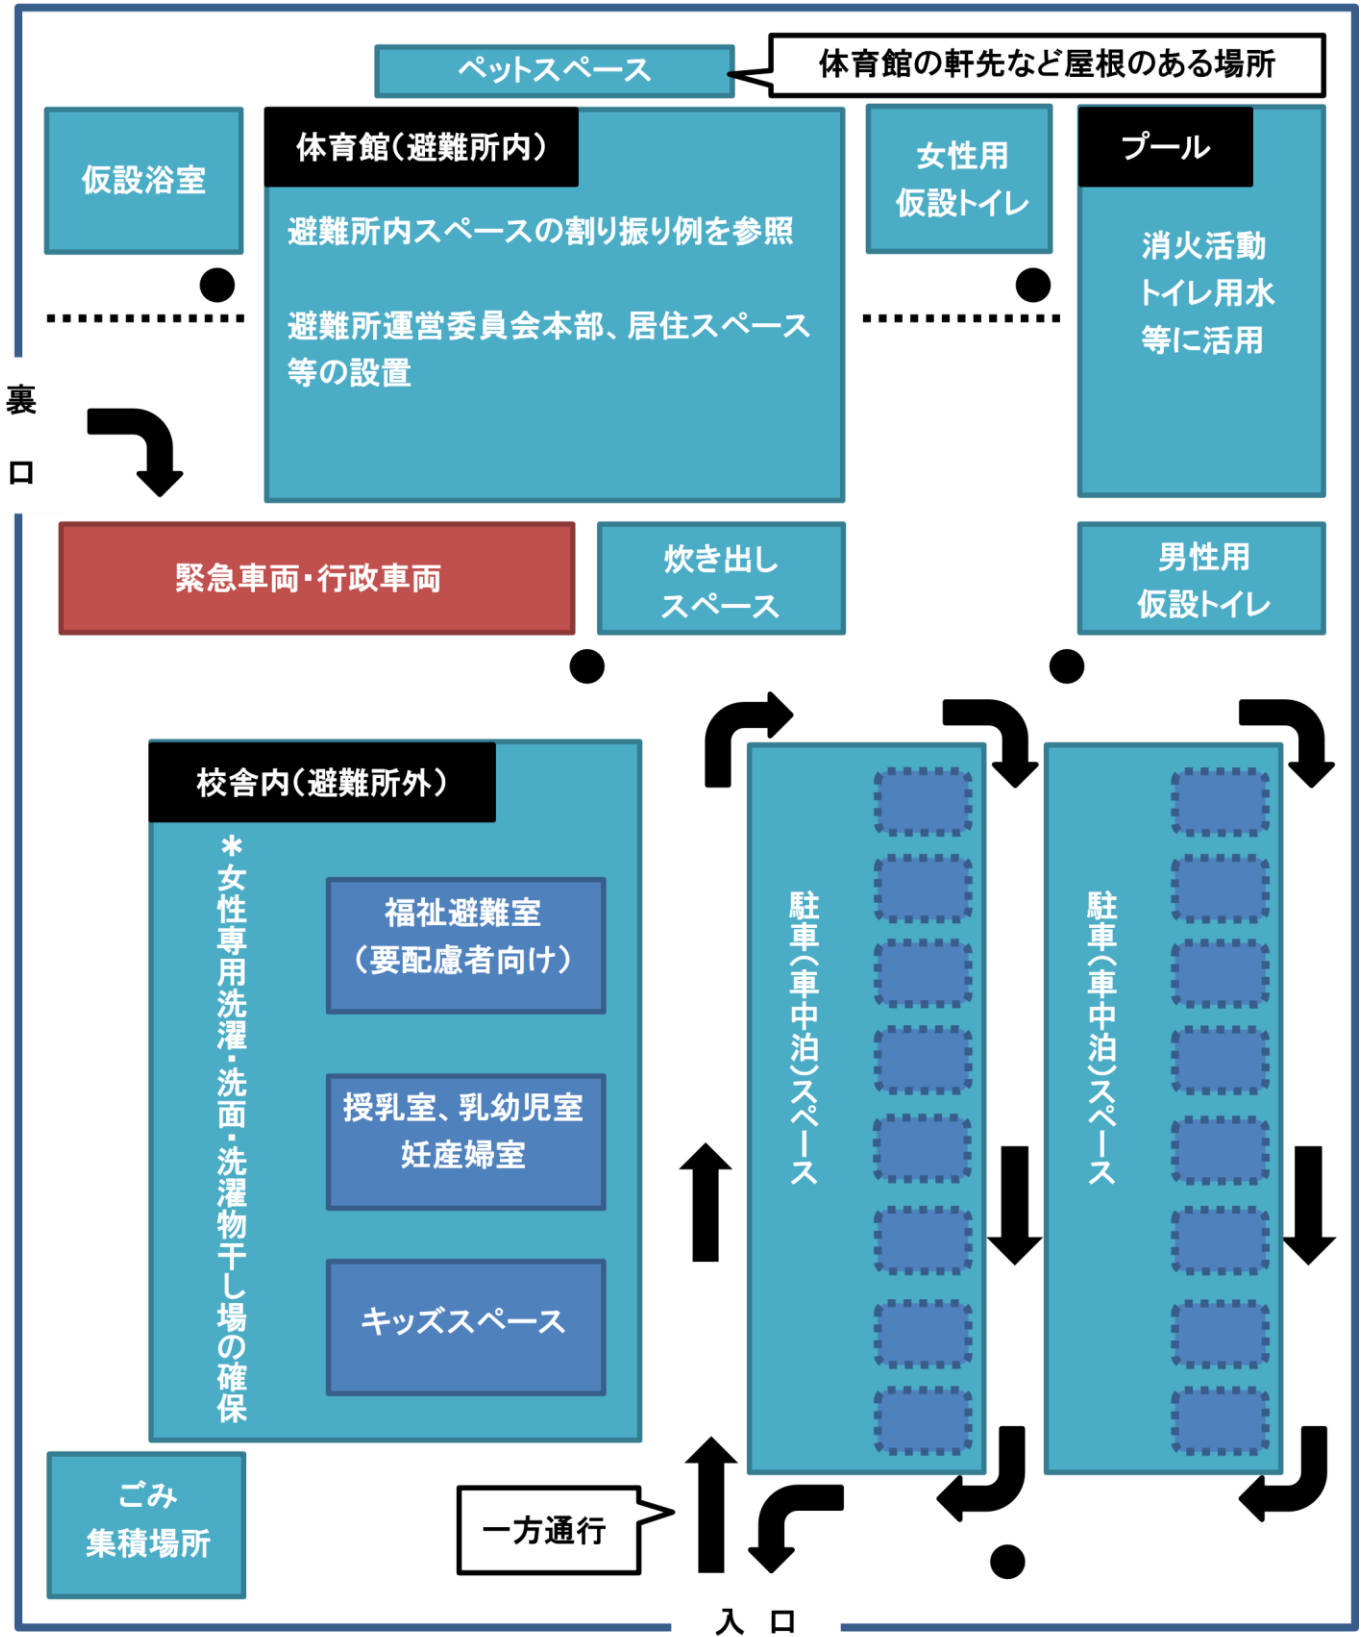 ペットスペース
体育館の軒先など屋根のある場所
仮設浴室
体育館(避難所内)
避難所内スペースの割り振り例を参照
避難所運営委員会本部、居住スペース
等の設置
女性用
仮設トイレ
プール
消火活動
トイレ用水
等に活用
裏口
緊急車両・行政車両
炊き出し
スペース
男性用
仮設トイレ
校舎内(避難所外)
*女性専用洗濯・洗面・洗濯物干し場の確保
福祉避難室
(要配慮者向け)
授乳室、乳幼児室
妊産婦室
キッズスペース
駐車(車中泊)スペース
駐車(車中泊)スペース
ごみ
集積場所
一方通行
入口